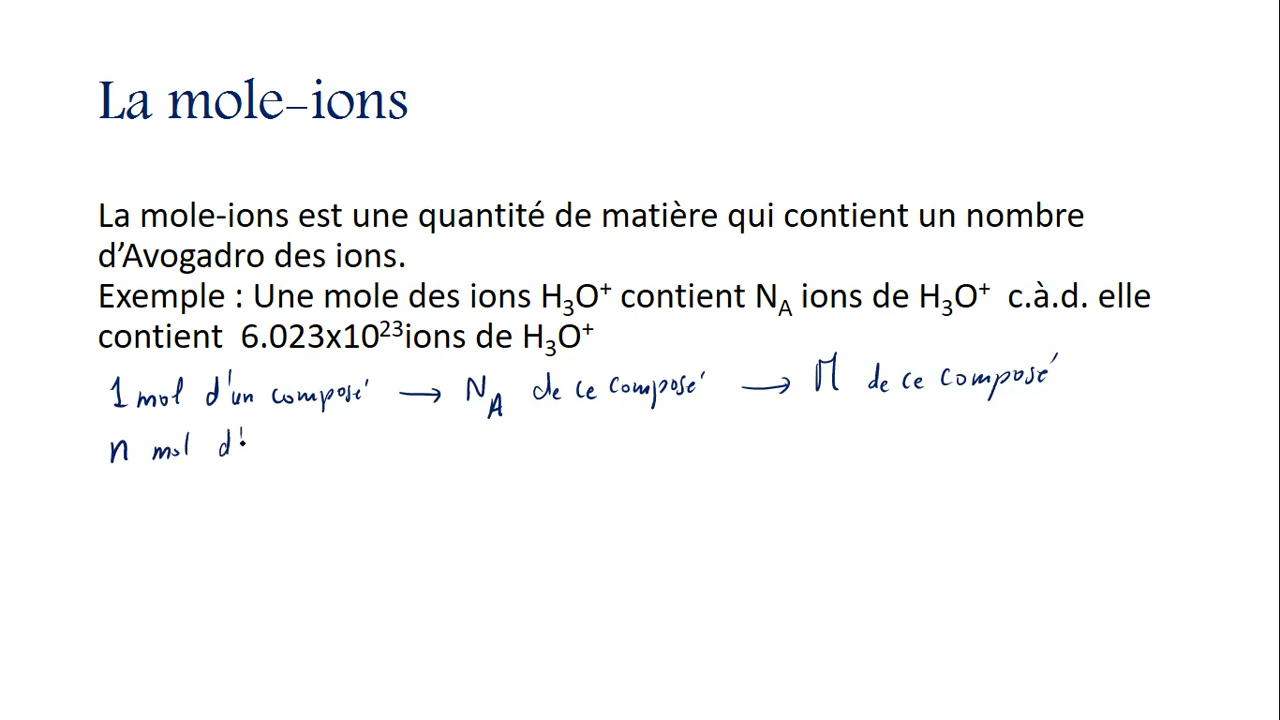 La mole-ions
La mole-ions est une quantité de matière qui contient un nombre
d’Avogadro des ions.
Exemple : Une mole des ions H₃O⁺ contient N_A ions de H₃O⁺ c.à.d. elle
contient 6.023x10²³ions de H₃O⁺
1 mol d'un composé → N_A de ce composé → M de ce composé
n mol d'